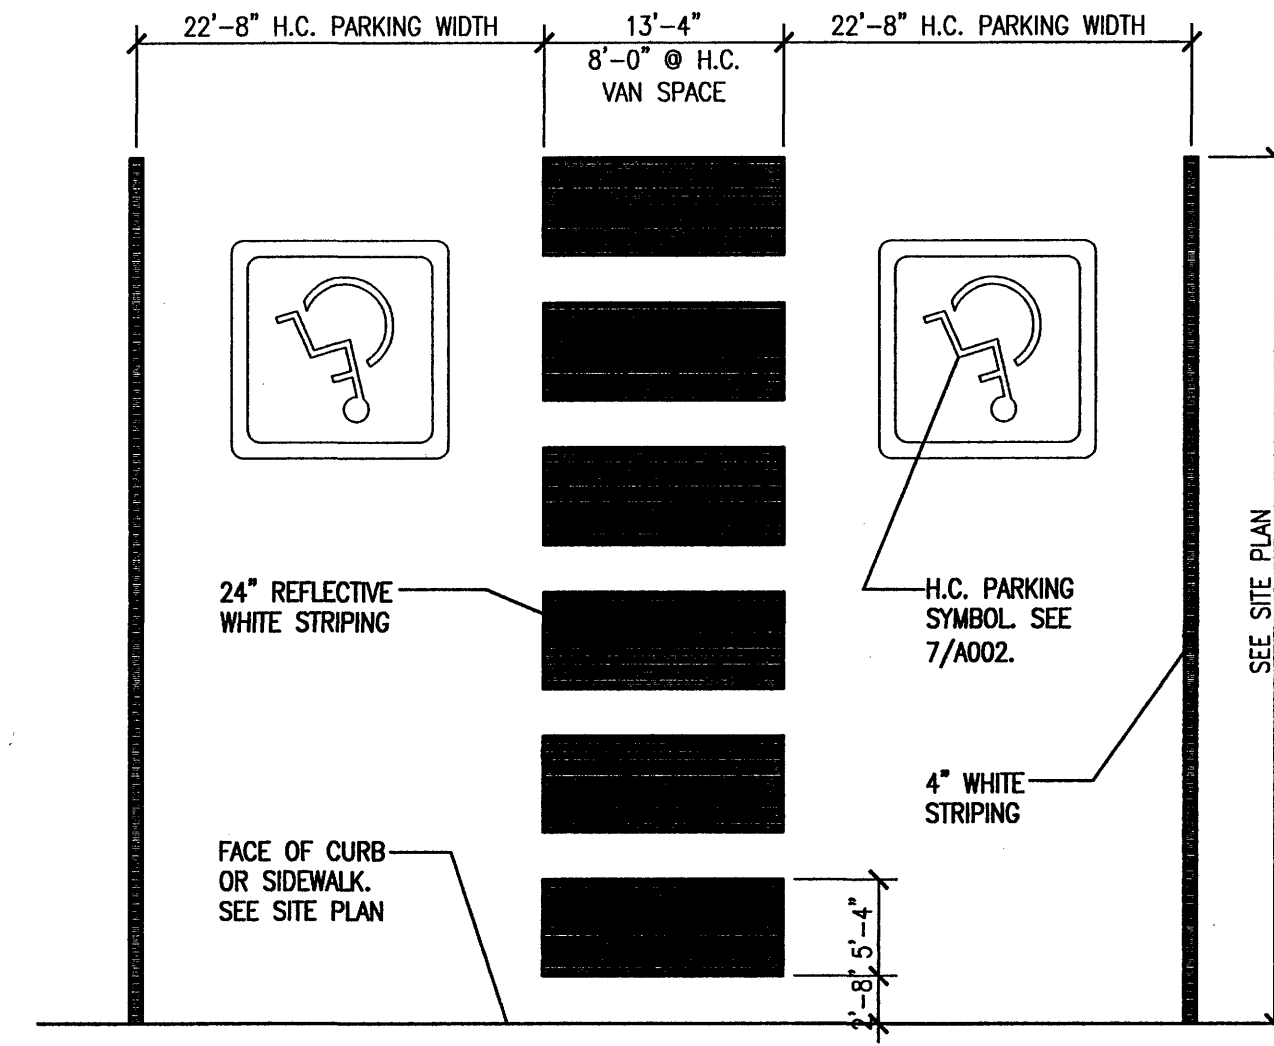 22'-8" H.C. PARKING WIDTH
13'-4"
22'-8" H.C. PARKING WIDTH
8'-0" @ H.C.
VAN SPACE
24" REFLECTIVE
WHITE STRIPING
H.C. PARKING
SYMBOL. SEE
7/A002.
SEE SITE PLAN
4" WHITE
STRIPING
FACE OF CURB
OR SIDEWALK.
SEE SITE PLAN
5'-4"
2'-8"